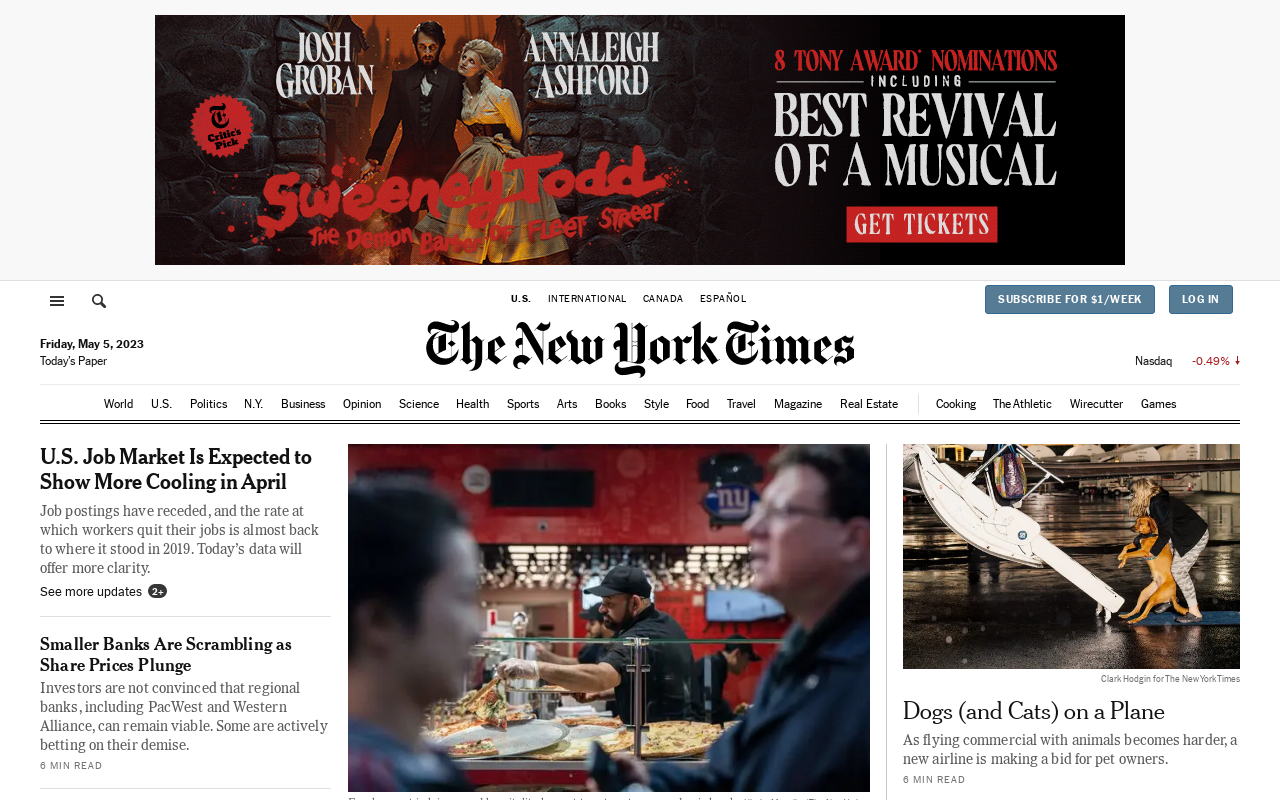 JOSH
GROBAN
ANNALEIGH
ASHFORD
T
Critic's
Pick
Sweeney Todd
The Demon Barber of Fleet Street
8 TONY AWARD® NOMINATIONS
INCLUDING
BEST REVIVAL
OF A MUSICAL
GET TICKETS
U.S. INTERNATIONAL CANADA ESPAÑOL
SUBSCRIBE FOR $1/WEEK LOG IN
The New York Times
Friday, May 5, 2023
Today's Paper
Nasdaq -0.49%
World U.S. Politics N.Y. Business Opinion Science Health Sports Arts Books Style Food Travel Magazine Real Estate Cooking The Athletic Wirecutter Games
U.S. Job Market Is Expected to
Show More Cooling in April
Job postings have receded, and the rate at
which workers quit their jobs is almost back
to where it stood in 2019. Today's data will
offer more clarity.
See more updates 2+
Smaller Banks Are Scrambling as
Share Prices Plunge
Investors are not convinced that regional
banks, including PacWest and Western
Alliance, can remain viable. Some are actively
betting on their demise.
6 MIN READ
ny
Clark Hodgin for The New York Times
Dogs (and Cats) on a Plane
As flying commercial with animals becomes harder, a
new airline is making a bid for pet owners.
6 MIN READ